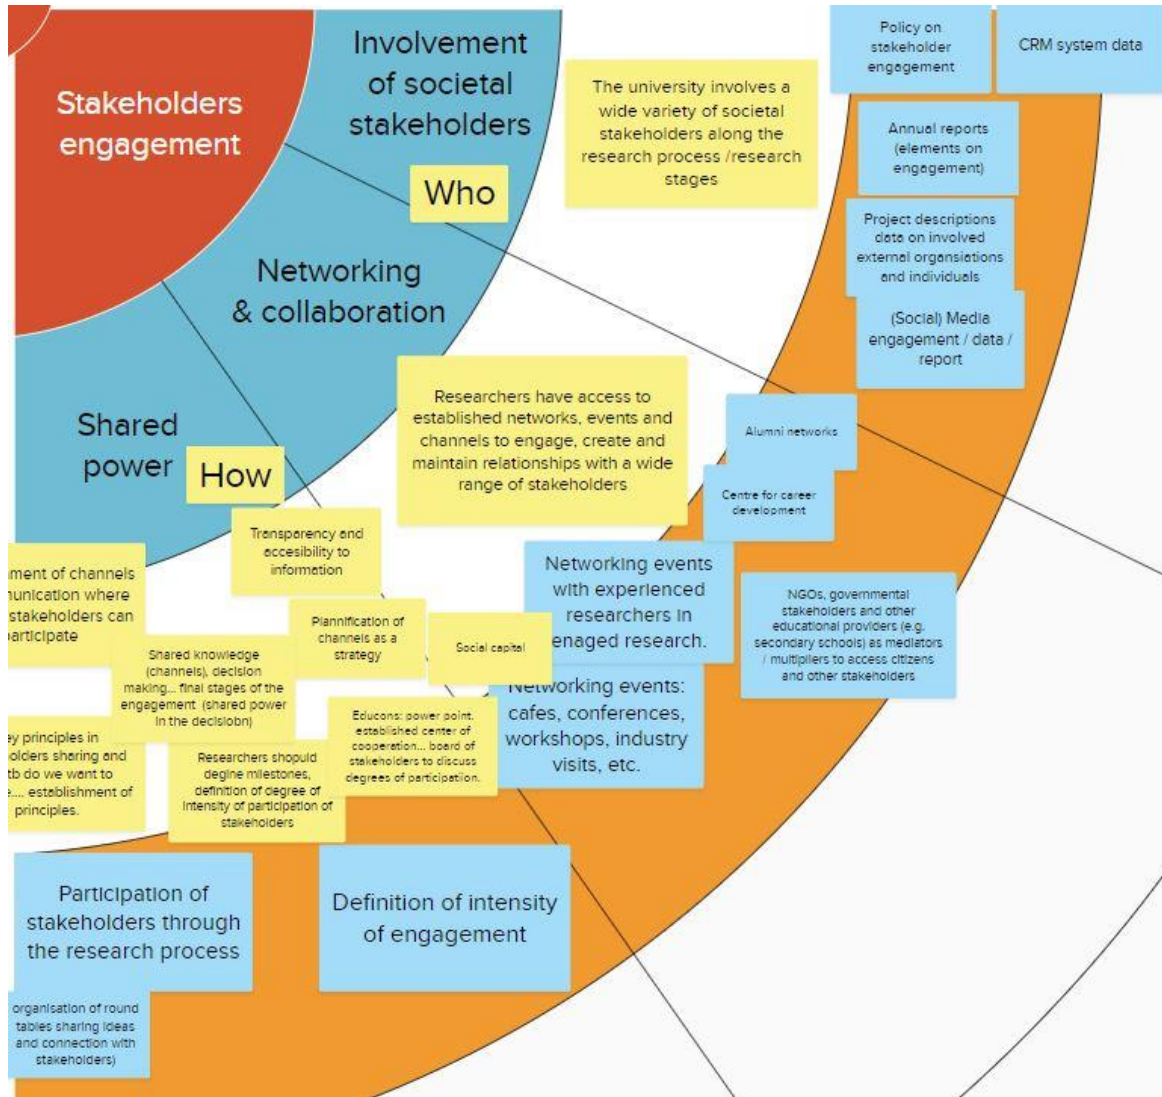 Stakeholders
engagement
Involvement
of societal
stakeholders
Who
Networking
& collaboration
Shared
power
How
The university involves a
wide variety of societal
stakeholders along the
research process /research
stages
Policy on
stakeholder
engagement
CRM system data
Annual reports
(elements on
engagement)
Project descriptions
data on involved
external organsiations
and individuals
(Social) Media
engagement / data /
report
Researchers have access to
established networks, events and
channels to engage, create and
maintain relationships with a wide
range of stakeholders
Alumni networks
Centre for career
development
Networking events
with experienced
researchers in
enaged research.
NGOs, governmental
stakeholders and other
educational providers (e.g.
secondary schools) as mediators
/ multipliers to access citizens
and other stakeholders
Networking events:
cafes, conferences,
workshops, industry
visits, etc.
Transparency and
accesibility to
information
Plannification of
channels as a
strategy
Social capital
ment of channels
unication where
stakeholders can
articipate
Shared knowledge
(channels), decision
making... final stages of the
engagement (shared power
in the decisiobn)
Educons: power point.
established center of
cooperation... board of
stakeholders to discuss
degrees of participatiion.
ey principles in
holders sharing and
tb do we want to
e.... establishment of
principles.
Researchers shopuld
degine milestones,
definition of degree of
intensity of participation of
stakeholders
Participation of
stakeholders through
the research process
Definition of intensity
of engagement
organisation of round
tables sharing ideas
and connection with
stakeholders)